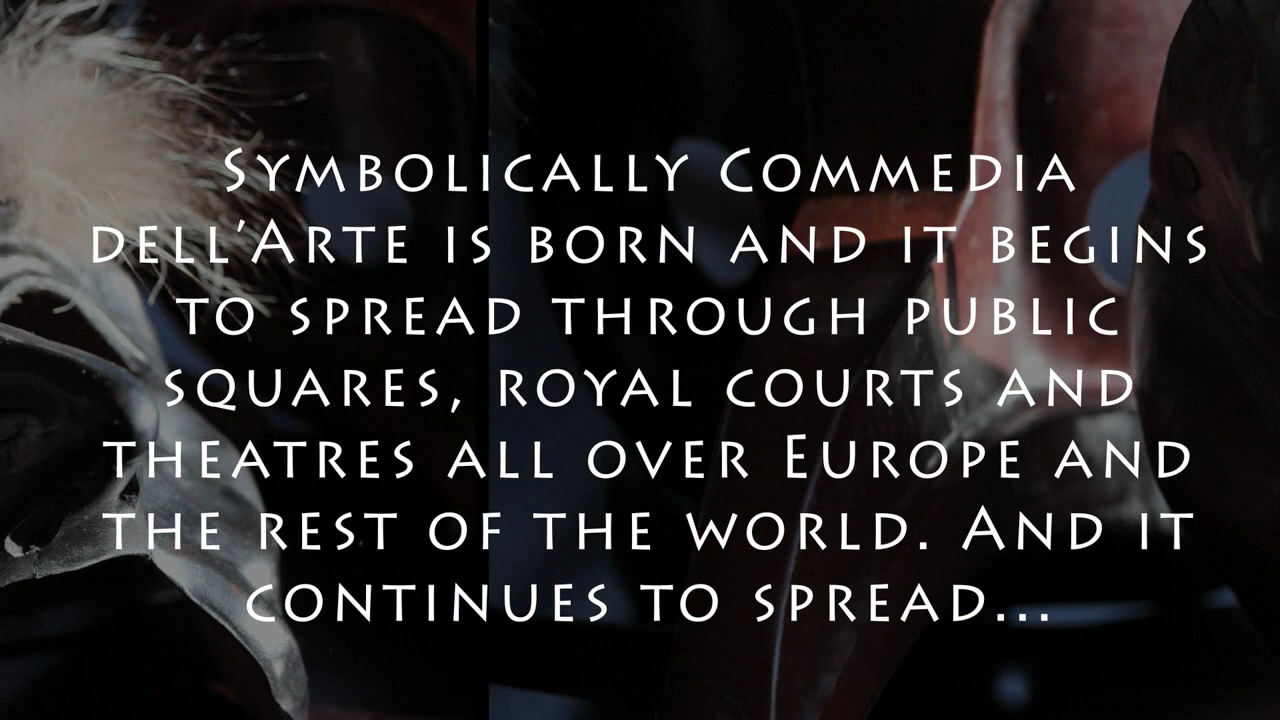 Symbolically Commedia
dell'Arte is born and it begins
to spread through public
squares, royal courts and
theatres all over Europe and
the rest of the world. And it
continues to spread...